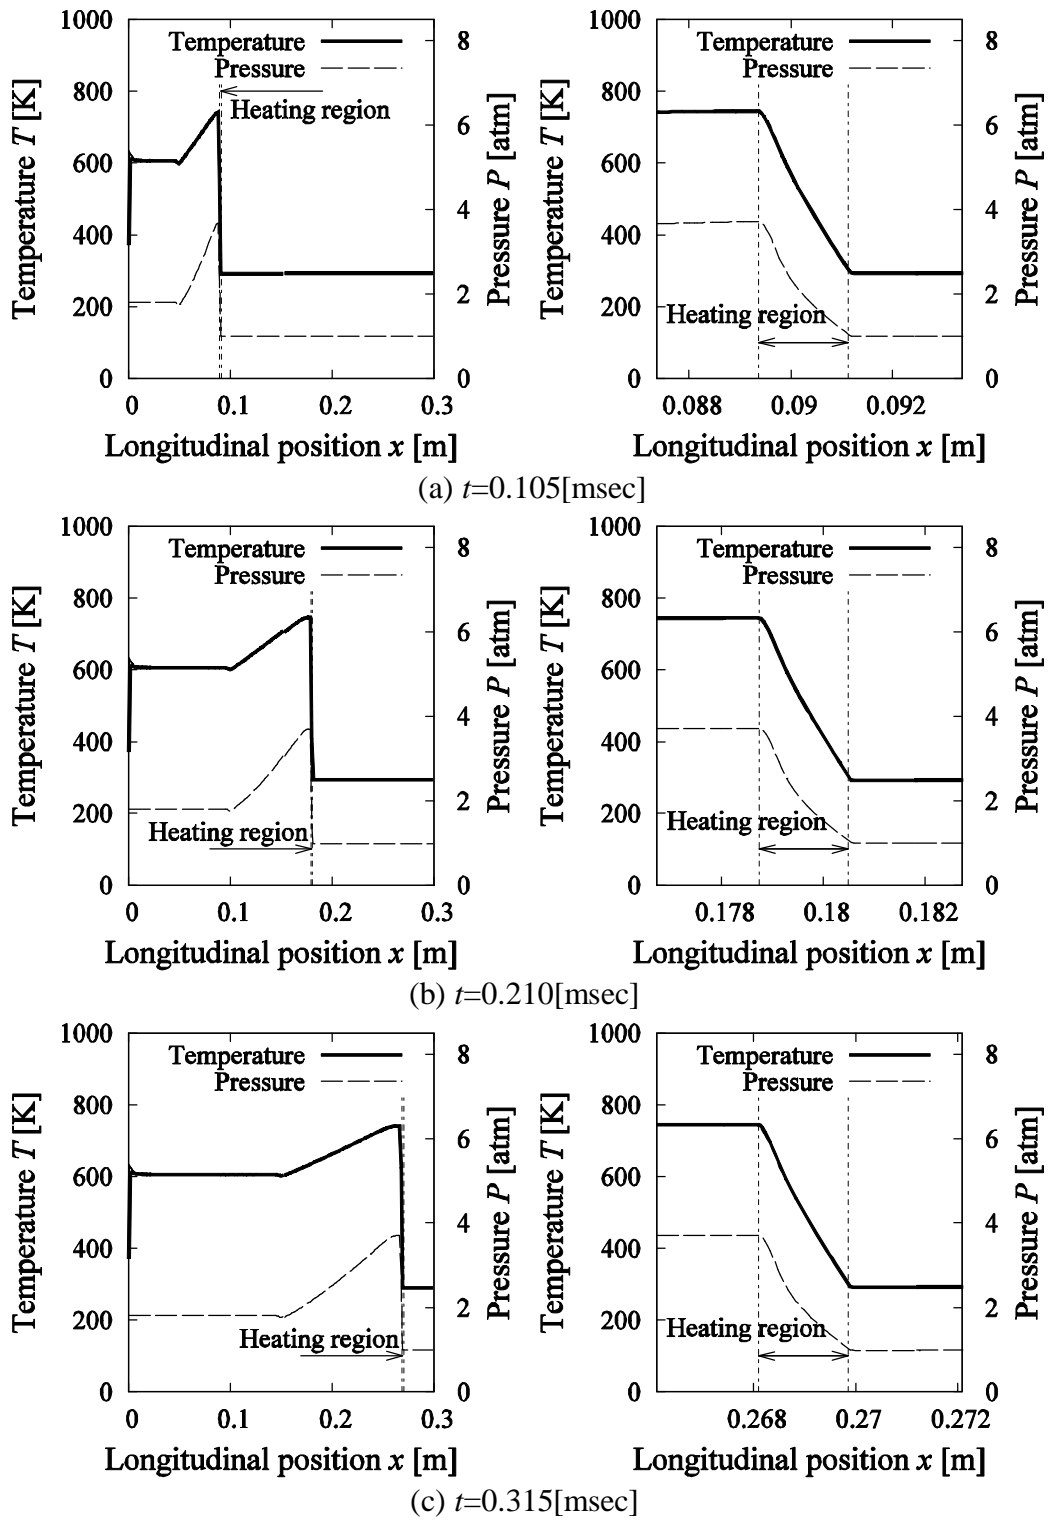 1000
800
600
400
200
0
Temperature T [K]
Temperature
Pressure
Heating region
8
6
4
2
0
Pressure P [atm]
0 0.1 0.2 0.3
Longitudinal position x [m]
1000
800
600
400
200
0
Temperature T [K]
Temperature
Pressure
Heating region
8
6
4
2
0
Pressure P [atm]
0.088 0.09 0.092
Longitudinal position x [m]
(a) t=0.105[msec]
1000
800
600
400
200
0
Temperature T [K]
Temperature
Pressure
Heating region
8
6
4
2
0
Pressure P [atm]
0 0.1 0.2 0.3
Longitudinal position x [m]
1000
800
600
400
200
0
Temperature T [K]
Temperature
Pressure
Heating region
8
6
4
2
0
Pressure P [atm]
0.178 0.18 0.182
Longitudinal position x [m]
(b) t=0.210[msec]
1000
800
600
400
200
0
Temperature T [K]
Temperature
Pressure
Heating region
8
6
4
2
0
Pressure P [atm]
0 0.1 0.2 0.3
Longitudinal position x [m]
1000
800
600
400
200
0
Temperature T [K]
Temperature
Pressure
Heating region
8
6
4
2
0
Pressure P [atm]
0.268 0.27 0.272
Longitudinal position x [m]
(c) t=0.315[msec]